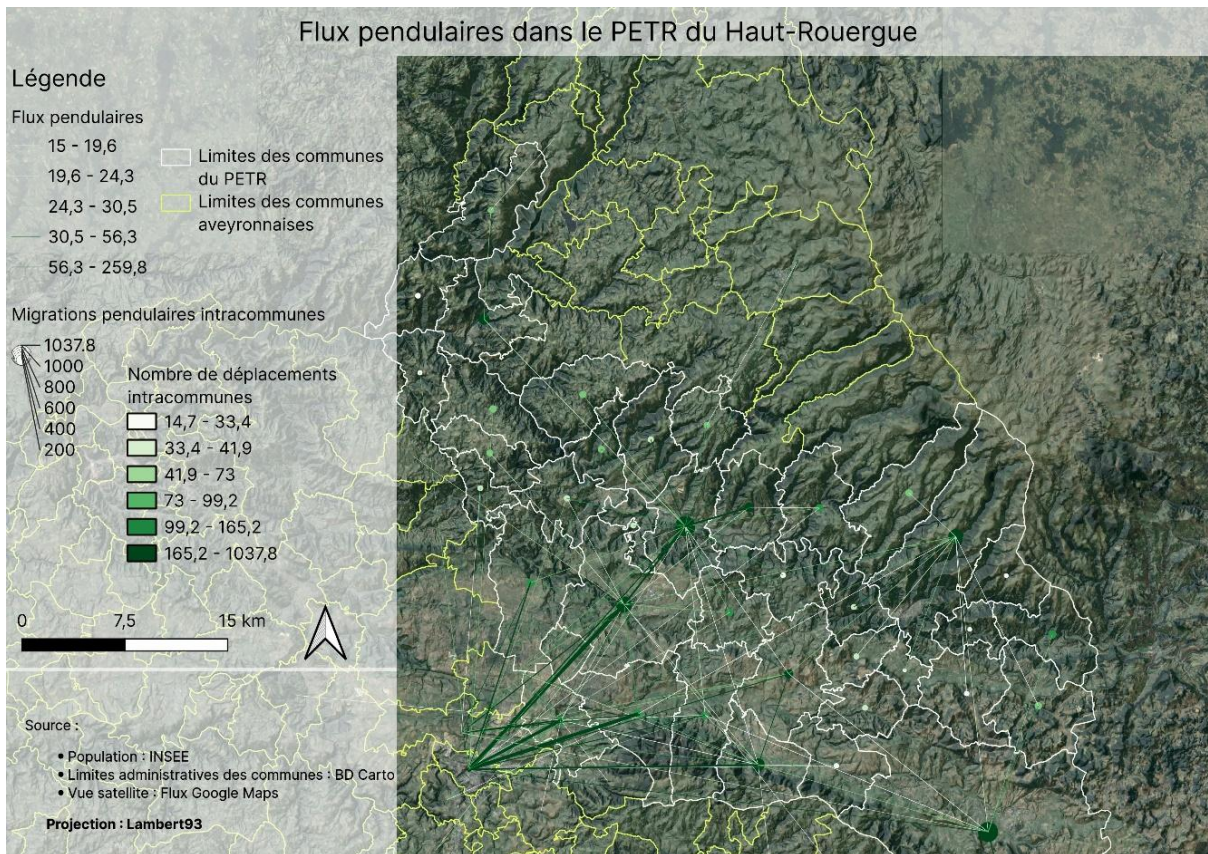 Flux pendulaires dans le PETR du Haut-Rouergue
Légende
Flux pendulaires
15 - 19,6
19,6 - 24,3
24,3 - 30,5
30,5 - 56,3
56,3 - 259,8
Limites des communes
du PETR
Limites des communes
aveyronnaises
Migrations pendulaires intracommunes
1037.8
1000
800
600
400
200
Nombre de déplacements
intracommunes
14,7 - 33,4
33,4 - 41,9
41,9 - 73
73 - 99,2
99,2 - 165,2
165,2 - 1037,8
0 7,5 15 km
Source :
• Population : INSEE
• Limites administratives des communes : BD Carto
• Vue satellite : Flux Google Maps
Projection : Lambert93